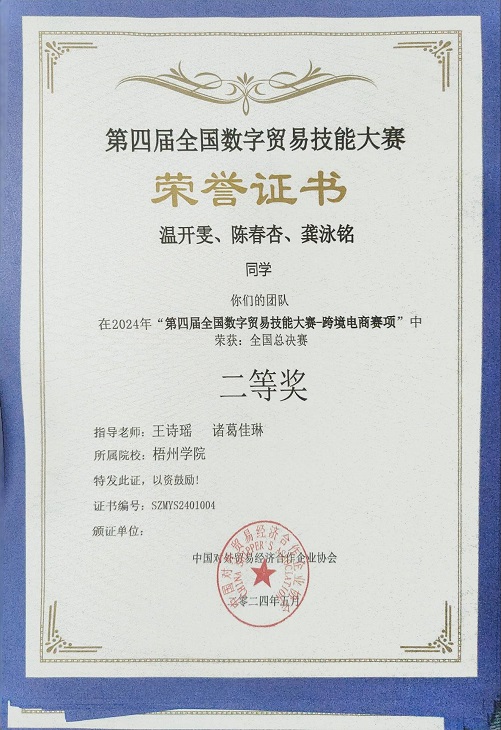 第四届全国数字贸易技能大赛
荣誉证书
温开雯、陈春杏、龚泳铭
同学
你们的团队
在2024年“第四届全国数字贸易技能大赛-跨境电商赛项”中
荣获：全国总决赛
二等奖
指导老师：王诗瑶 诸葛佳琳
所属院校：梧州学院
特发此证，以资鼓励！
证书编号：SZMYS2401004
颁证单位：
中国对外贸易经济合作企业协会
二零二四年五月